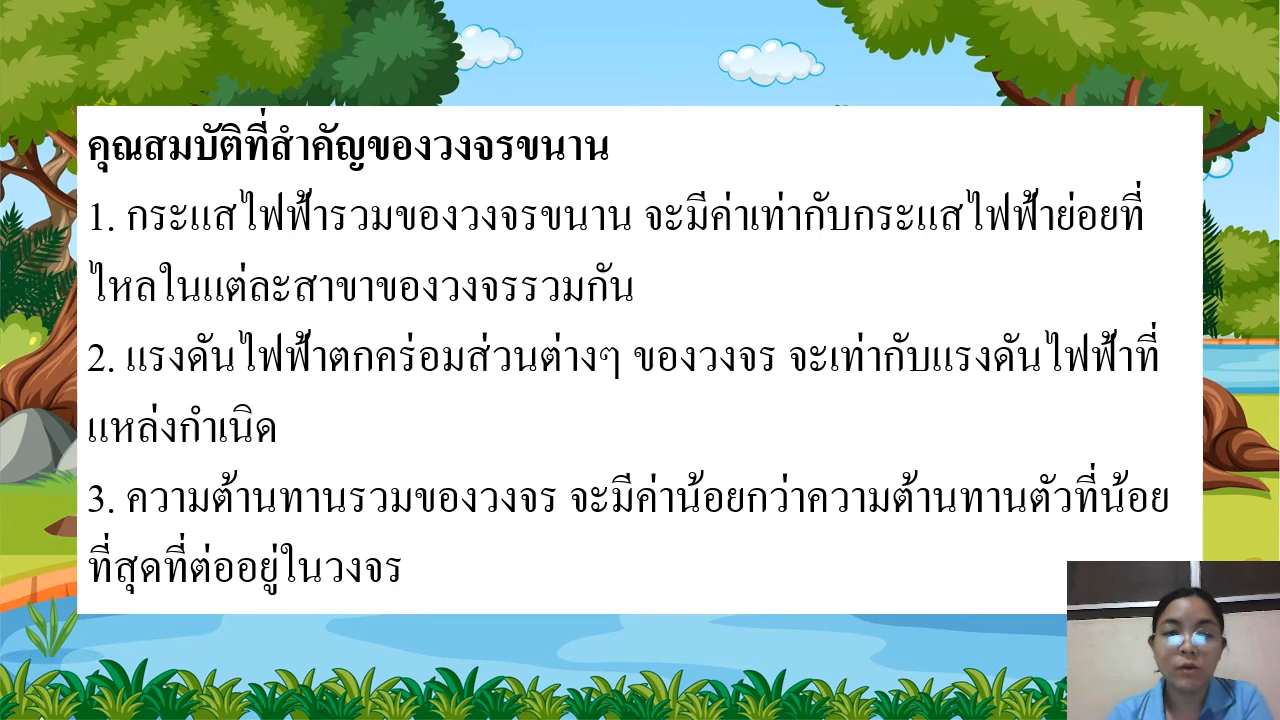 คุณสมบัติที่สำคัญของวงจรขนาน
1. กระแสไฟฟ้ารวมของวงจรขนาน จะมีค่าเท่ากับกระแสไฟฟ้าย่อยที่
ไหลในแต่ละสาขาของวงจรรวมกัน
2. แรงดันไฟฟ้าตกคร่อมส่วนต่างๆ ของวงจร จะเท่ากับแรงดันไฟฟ้าที่
แหล่งกำเนิด
3. ความต้านทานรวมของวงจร จะมีค่าน้อยกว่าความต้านทานตัวที่น้อย
ที่สุดที่ต่ออยู่ในวงจร